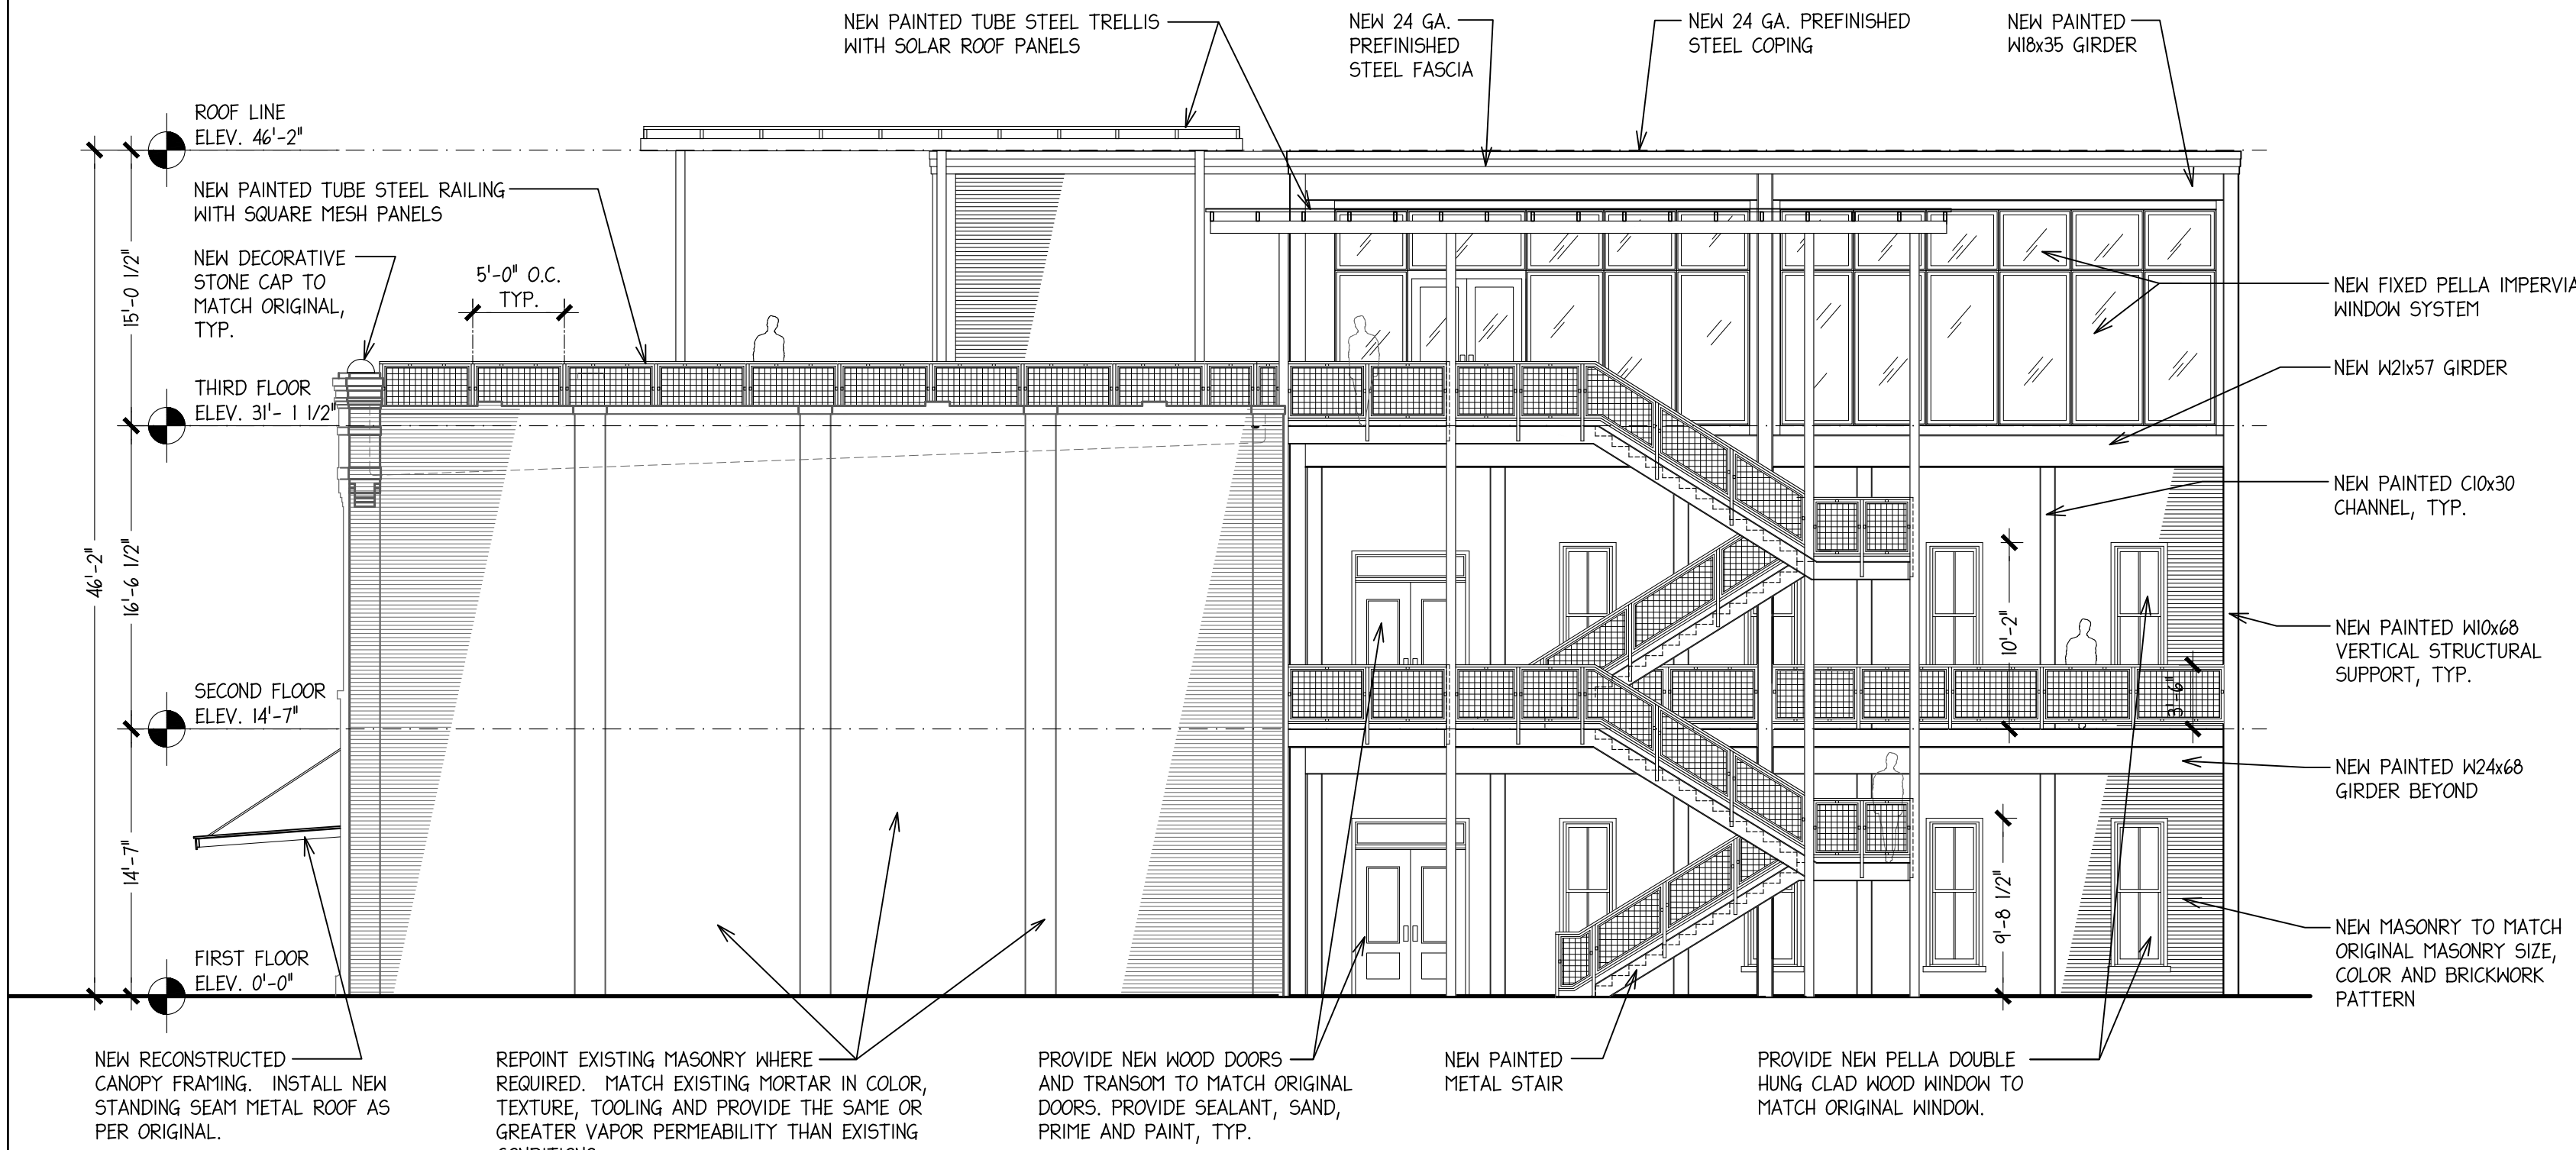 NEW PAINTED TUBE STEEL TRELLIS
WITH SOLAR ROOF PANELS
NEW 24 GA.
PREFINISHED
STEEL FASCIA
NEW 24 GA. PREFINISHED
STEEL COPING
NEW PAINTED
W18x35 GIRDER
ROOF LINE
ELEV. 46'-2"
NEW PAINTED TUBE STEEL RAILING
WITH SQUARE MESH PANELS
NEW DECORATIVE
STONE CAP TO
MATCH ORIGINAL,
TYP.
5'-0" O.C.
TYP.
15'-0 1/2"
THIRD FLOOR
ELEV. 31'- 1 1/2"
46'-2"
16'-6 1/2"
SECOND FLOOR
ELEV. 14'-7"
14'-7"
FIRST FLOOR
ELEV. 0'-0"
10'-2"
3'-6"
9'-8 1/2"
NEW FIXED PELLA IMPERVIA
WINDOW SYSTEM
NEW W21x57 GIRDER
NEW PAINTED C10x30
CHANNEL, TYP.
NEW PAINTED W10x68
VERTICAL STRUCTURAL
SUPPORT, TYP.
NEW PAINTED W24x68
GIRDER BEYOND
NEW MASONRY TO MATCH
ORIGINAL MASONRY SIZE,
COLOR AND BRICKWORK
PATTERN
NEW RECONSTRUCTED
CANOPY FRAMING. INSTALL NEW
STANDING SEAM METAL ROOF AS
PER ORIGINAL.
REPOINT EXISTING MASONRY WHERE
REQUIRED. MATCH EXISTING MORTAR IN COLOR,
TEXTURE, TOOLING AND PROVIDE THE SAME OR
GREATER VAPOR PERMEABILITY THAN EXISTING
PROVIDE NEW WOOD DOORS
AND TRANSOM TO MATCH ORIGINAL
DOORS. PROVIDE SEALANT, SAND,
PRIME AND PAINT, TYP.
NEW PAINTED
METAL STAIR
PROVIDE NEW PELLA DOUBLE
HUNG CLAD WOOD WINDOW TO
MATCH ORIGINAL WINDOW.